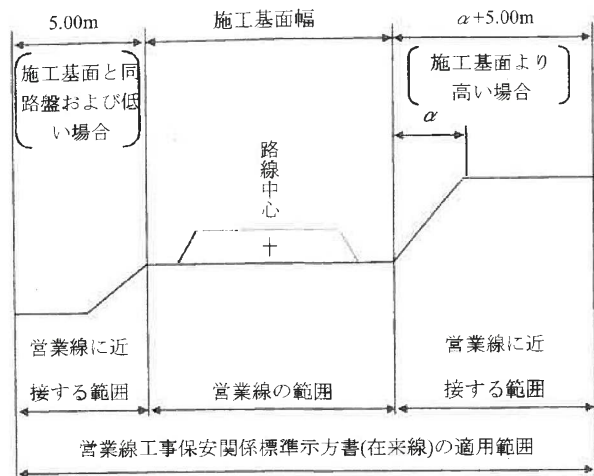 5.00m
施工基面幅
α+5.00m
施工基面と同
路盤および低
い場合
施工基面より
高い場合
α
路線中心
営業線に近
接する範囲
営業線の範囲
営業線に近
接する範囲
営業線工事保安関係標準示方書(在来線)の適用範囲